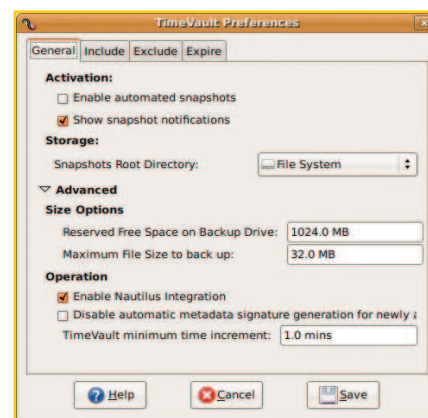 TimeVault Preferences
General Include Exclude Expire
Activation:
Enable automated snapshots
Show snapshot notifications
Storage:
Snapshots Root Directory: File System
Advanced
Size Options
Reserved Free Space on Backup Drive: 1024.0 MB
Maximum File Size to back up: 32.0 MB
Operation
Enable Nautilus Integration
Disable automatic metadata signature generation for newly a
TimeVault minimum time increment: 1.0 mins
Help Cancel Save